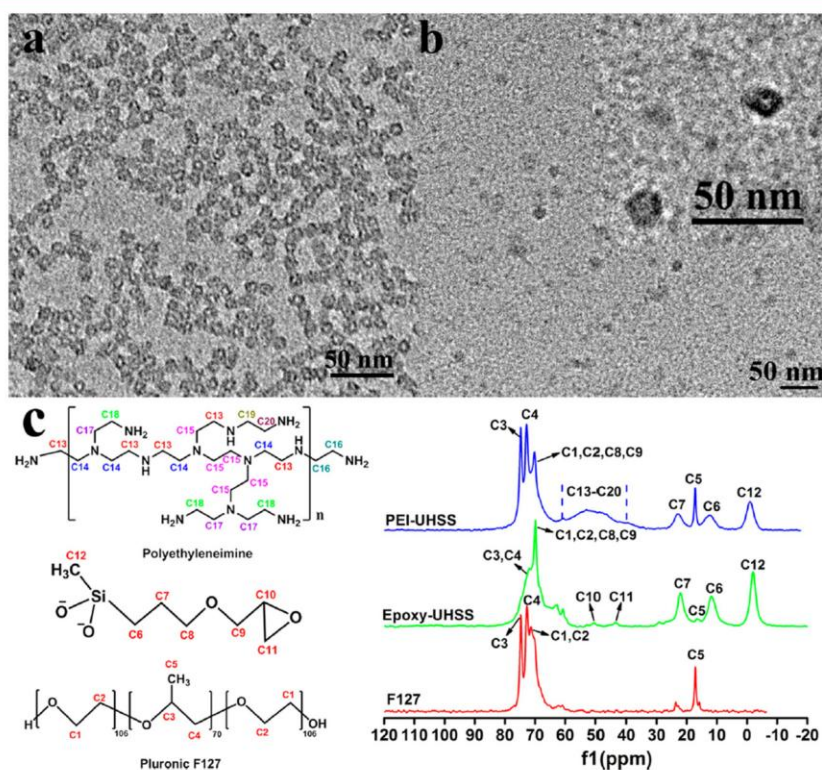 a
50 nm
b
50 nm
50 nm
c
C18
NH2
C17
C13
C13
C13
H2N
N
N
H
C14
C14
C15
C13
C19
C20
NH2
N
H
N
C14
C15
C15
N
C14
C13
H
N
C16
C16
NH2
C15
C15
C18
H2N
C17
N
C17
C18
NH2
n
Polyethyleneimine
C12
H3C
Si
O−
O−
C6
C7
C8
O
C9
C10
O
C11
H
O
C1
C2
106
O
C5
CH3
C3
C4
70
O
C2
C1
OH
106
Pluronic F127
C3
C4
C1,C2,C8,C9
C13-C20
C7
C5
C6
C12
PEI-UHSS
C1,C2,C8,C9
C3,C4
C10
C11
C7
C5
C6
C12
Epoxy-UHSS
C3
C4
C1,C2
C5
F127
120 110 100 90 80 70 60 50 40 30 20 10 0 -10 -20
f1(ppm)